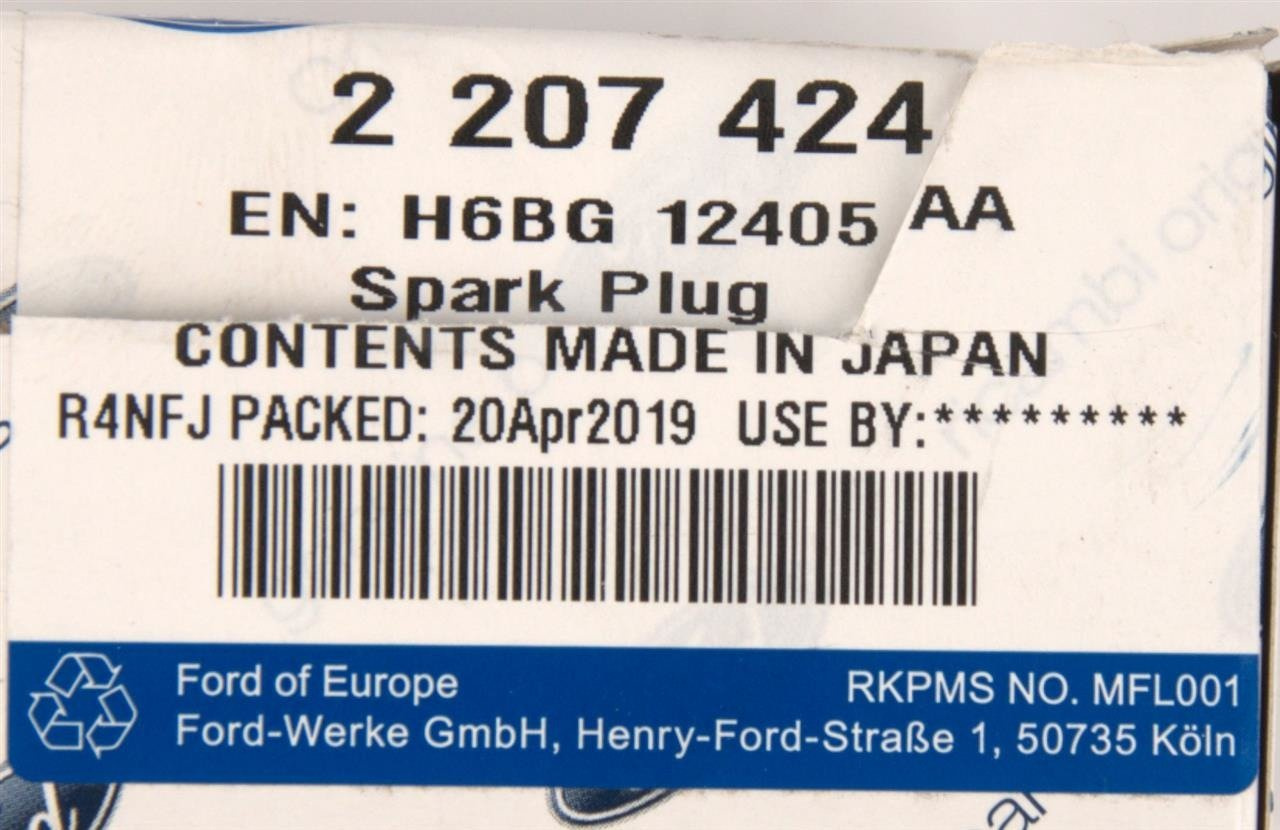 2 207 424
EN: H6BG 12405 AA
Spark Plug
CONTENTS MADE IN JAPAN
R4NFJ PACKED: 20Apr2019 USE BY:*********
Ford of Europe
RKPMS NO. MFL001
Ford-Werke GmbH, Henry-Ford-Straße 1, 50735 Köln